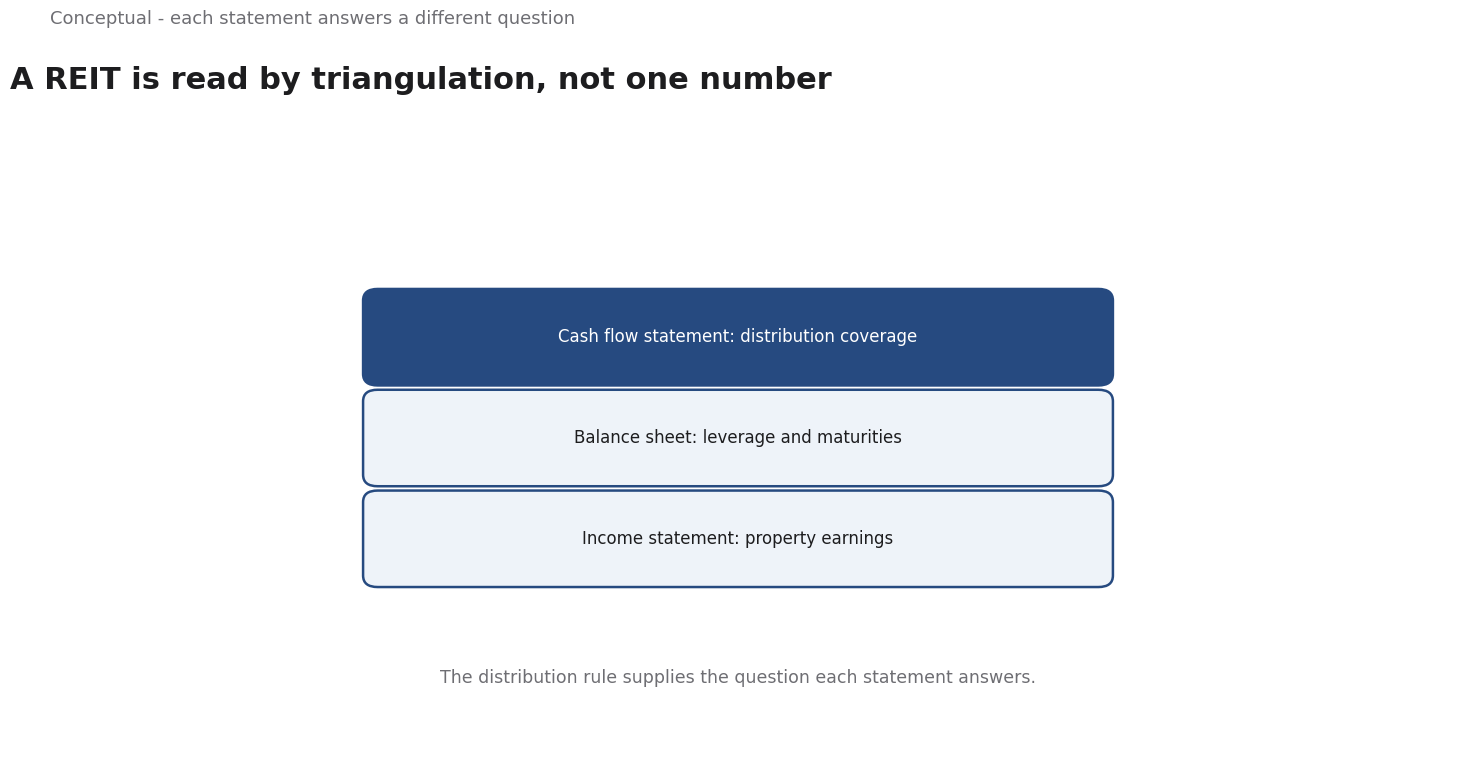 Conceptual - each statement answers a different question
A REIT is read by triangulation, not one number
Cash flow statement: distribution coverage
Balance sheet: leverage and maturities
Income statement: property earnings
The distribution rule supplies the question each statement answers.